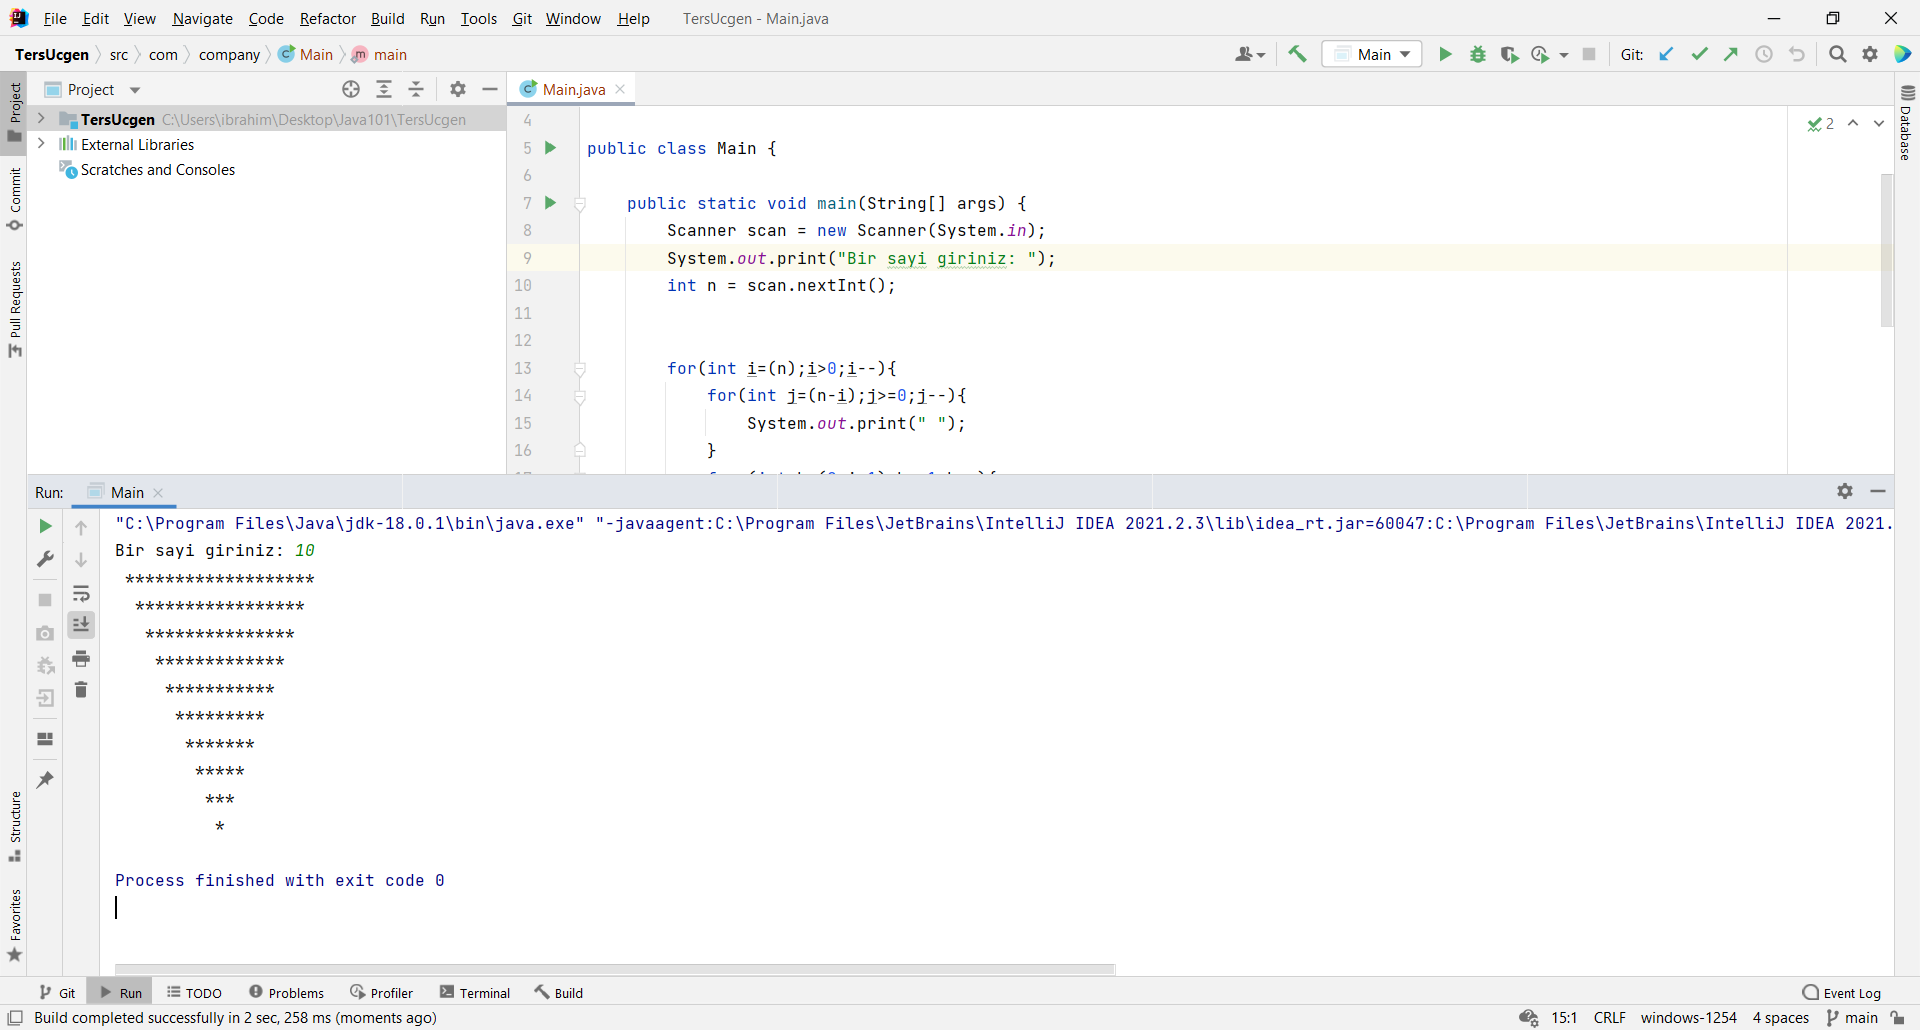 File Edit View Navigate Code Refactor Build Run Tools Git Window Help TersUcgen - Main.java
TersUcgen src com company Main main
Main Git:
Project
Main.java
TersUcgen C:\Users\ibrahim\Desktop\Java101\TersUcgen
External Libraries
Scratches and Consoles
Project
Commit
Pull Requests
Structure
Favorites
Database
2
4
5 public class Main {
6
7 public static void main(String[] args) {
8 Scanner scan = new Scanner(System.in);
9 System.out.print("Bir sayi giriniz: ");
10 int n = scan.nextInt();
11
12
13 for(int i=(n);i>0;i--){
14 for(int j=(n-i);j>=0;j--){
15 System.out.print(" ");
16 }
Run: Main
"C:\Program Files\Java\jdk-18.0.1\bin\java.exe" "-javaagent:C:\Program Files\JetBrains\IntelliJ IDEA 2021.2.3\lib\idea_rt.jar=60047:C:\Program Files\JetBrains\IntelliJ IDEA 2021.
Bir sayi giriniz: 10
*******************
*****************
***************
*************
***********
*********
*******
*****
***
*
Process finished with exit code 0
Git Run TODO Problems Profiler Terminal Build Event Log
Build completed successfully in 2 sec, 258 ms (moments ago) 15:1 CRLF windows-1254 4 spaces main